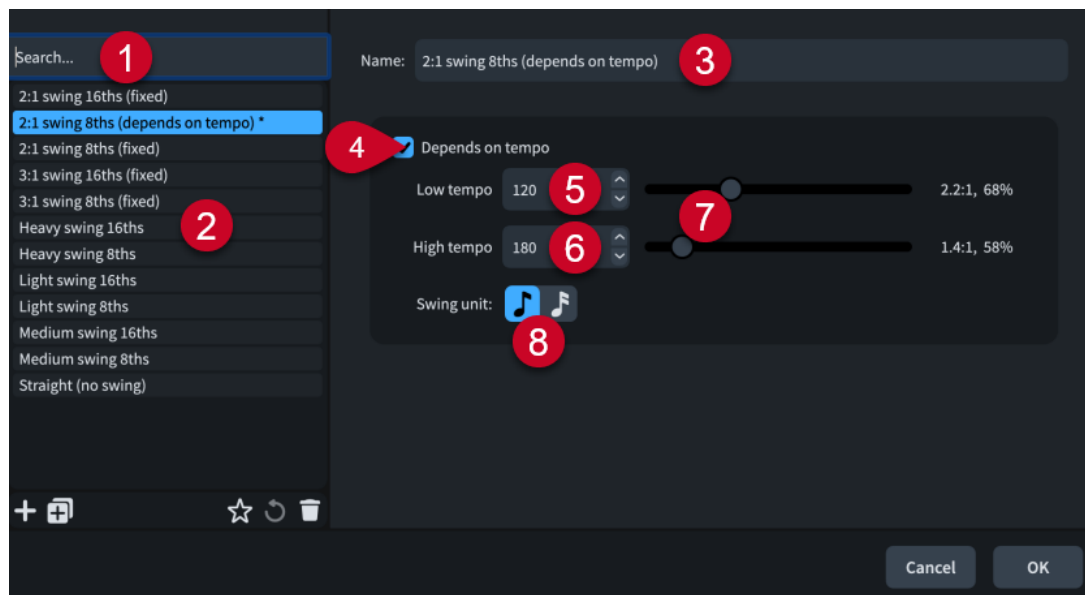 Search...
1
2:1 swing 16ths (fixed)
2:1 swing 8ths (depends on tempo) *
2:1 swing 8ths (fixed)
3:1 swing 16ths (fixed)
3:1 swing 8ths (fixed)
2
Heavy swing 16ths
Heavy swing 8ths
Light swing 16ths
Light swing 8ths
Medium swing 16ths
Medium swing 8ths
Straight (no swing)
Name: 2:1 swing 8ths (depends on tempo) 3
4 Depends on tempo
Low tempo 120 5 2.2:1, 68%
7
High tempo 180 6 1.4:1, 58%
Swing unit:
8
Cancel OK